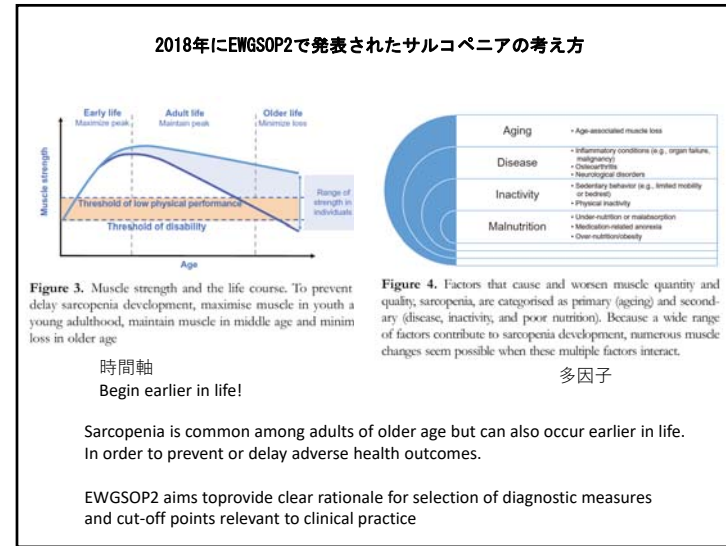 2018年にEWGSOP2で発表されたサルコペニアの考え方
Early life
Maximize peak
Adult life
Maintain peak
Older life
Minimize loss
Muscle strength
Range of
strength in
individuals
Threshold of low physical performance
Threshold of disability
Age
Figure 3. Muscle strength and the life course. To prevent
delay sarcopenia development, maximise muscle in youth a
young adulthood, maintain muscle in middle age and minim
loss in older age
時間軸
Begin earlier in life!
Aging
• Age-associated muscle loss
Disease
• Inflammatory conditions (e.g., organ failure,
malignancy)
• Osteoarthritis
• Neurological disorders
Inactivity
• Sedentary behavior (e.g., limited mobility
or bedrest)
• Physical inactivity
Malnutrition
• Under-nutrition or malabsorption
• Medication-related anorexia
• Over-nutrition/obesity
Figure 4. Factors that cause and worsen muscle quantity and
quality, sarcopenia, are categorised as primary (ageing) and second-
ary (disease, inactivity, and poor nutrition). Because a wide range
of factors contribute to sarcopenia development, numerous muscle
changes seem possible when these multiple factors interact.
多因子
Sarcopenia is common among adults of older age but can also occur earlier in life.
In order to prevent or delay adverse health outcomes.
EWGSOP2 aims toprovide clear rationale for selection of diagnostic measures
and cut-off points relevant to clinical practice